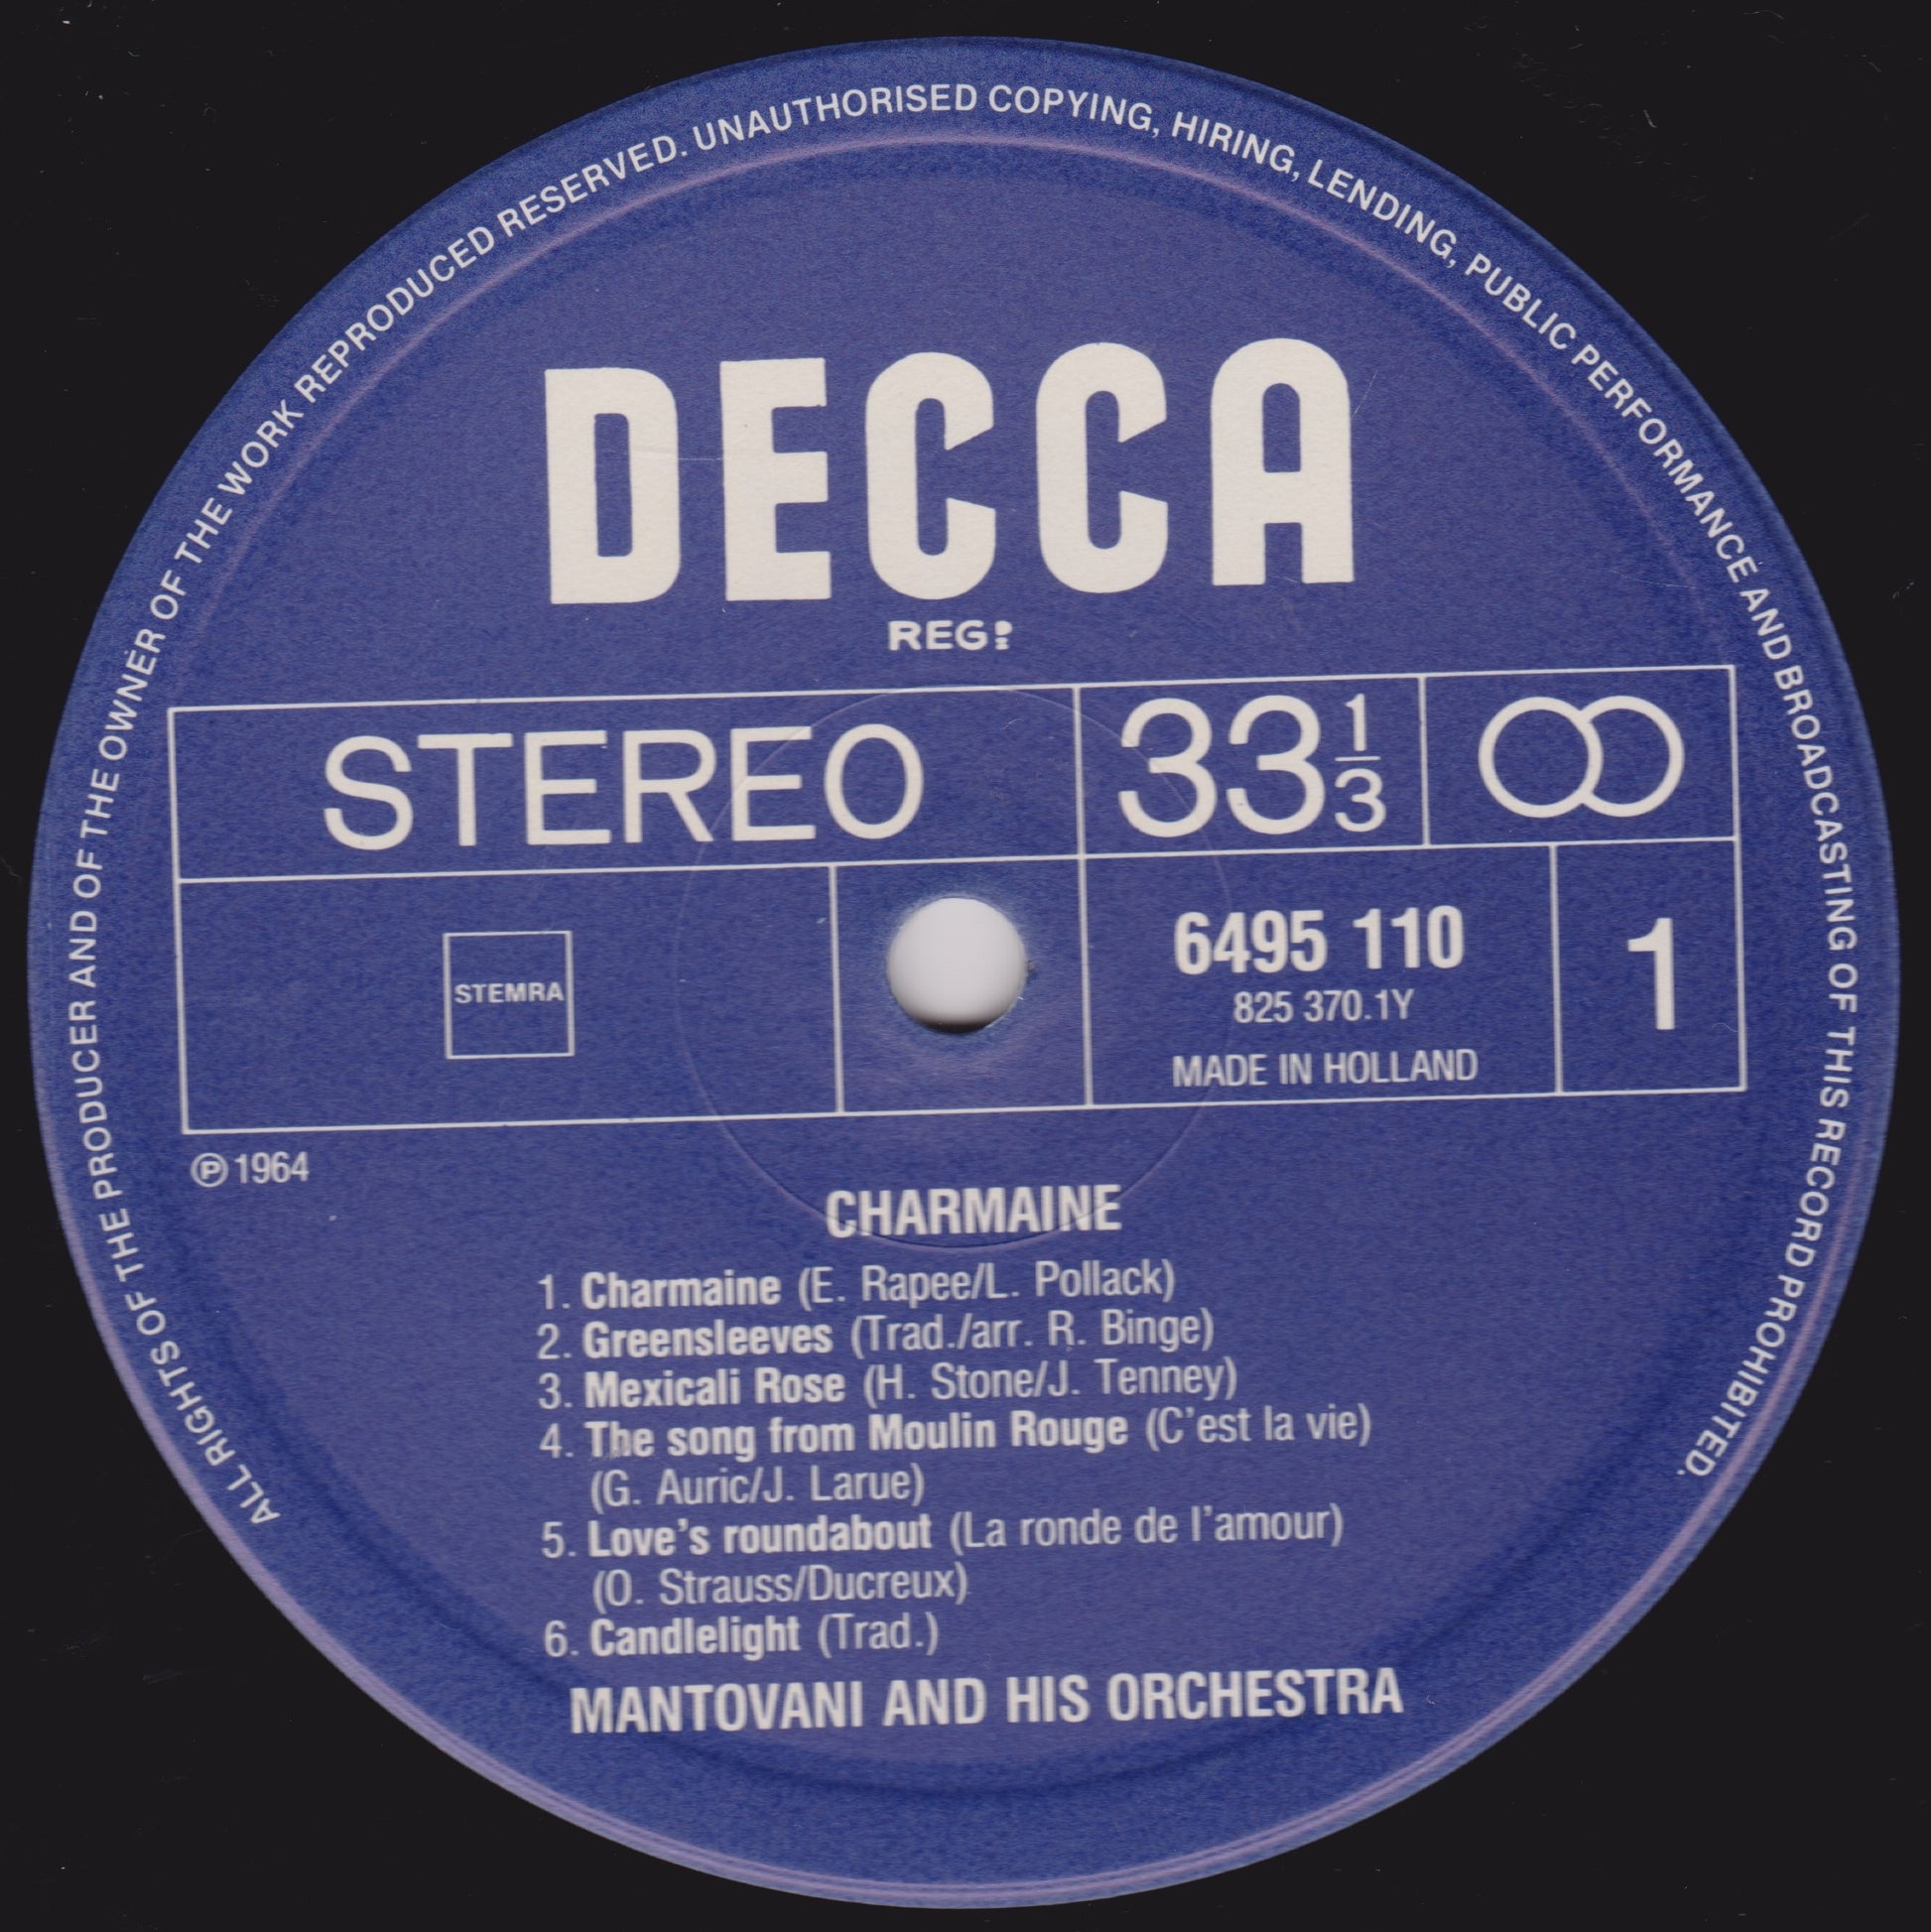 ALL RIGHTS OF THE PRODUCER AND OF THE OWNER OF THE WORK REPRODUCED RESERVED. UNAUTHORISED COPYING, HIRING, LENDING, PUBLIC PERFORMANCE AND BROADCASTING OF THIS RECORD PROHIBITED.
DECCA
REGD
STEREO 33 1/3
STEMRA
6495 110
825 370.1Y
MADE IN HOLLAND
1
℗ 1964
CHARMAINE
1. Charmaine (E. Rapee/L. Pollack)
2. Greensleeves (Trad./arr. R. Binge)
3. Mexicali Rose (H. Stone/J. Tenney)
4. The song from Moulin Rouge (C'est la vie)
(G. Auric/J. Larue)
5. Love's roundabout (La ronde de l'amour)
(O. Strauss/Ducreux)
6. Candlelight (Trad.)
MANTOVANI AND HIS ORCHESTRA